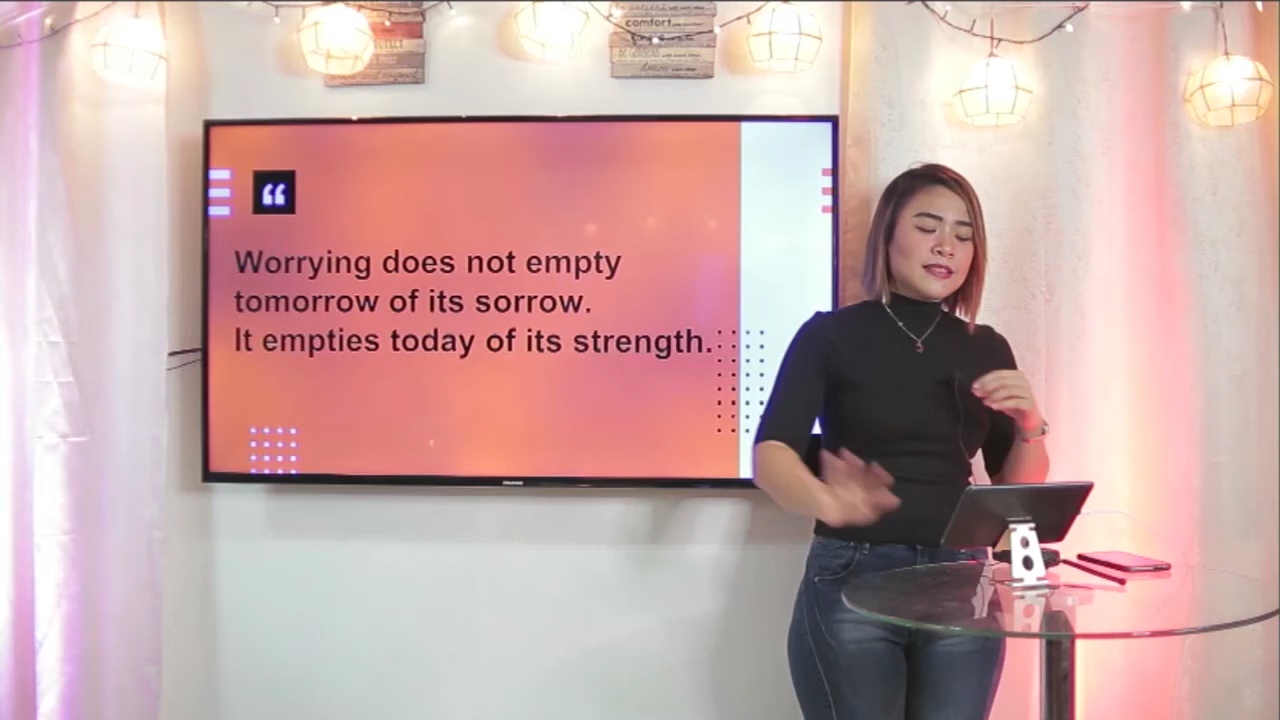 comfort
“
Worrying does not empty
tomorrow of its sorrow.
It empties today of its strength.